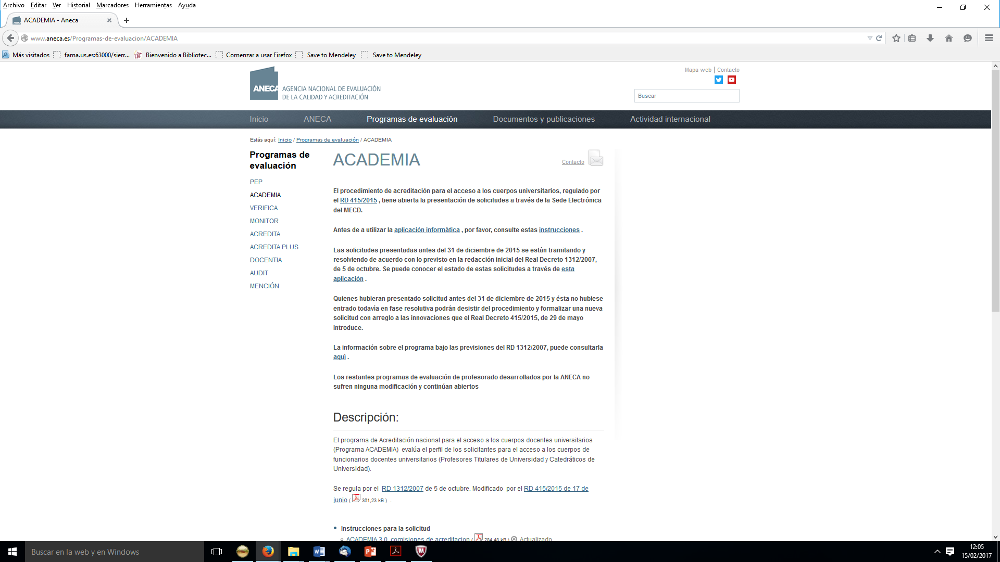 Archivo Editar Ver Historial Marcadores Herramientas Ayuda
ACADEMIA - Aneca
www.aneca.es/Programas-de-evaluacion/ACADEMIA
Más visitados fama.us.es:63000/sierr... Bienvenido a Bibliotec... Comenzar a usar Firefox Save to Mendeley Save to Mendeley
Mapa web | Contacto
ANECA
AGENCIA NACIONAL DE EVALUACIÓN
DE LA CALIDAD Y ACREDITACIÓN
Buscar
Inicio ANECA Programas de evaluación Documentos y publicaciones Actividad internacional
Estás aquí: Inicio / Programas de evaluación / ACADEMIA
Programas de
evaluación
PEP
ACADEMIA
VERIFICA
MONITOR
ACREDITA
ACREDITA PLUS
DOCENTIA
AUDIT
MENCIÓN
ACADEMIA
Contacto
El procedimiento de acreditación para el acceso a los cuerpos universitarios, regulado por
el RD 415/2015 , tiene abierta la presentación de solicitudes a través de la Sede Electrónica
del MECD.
Antes de a utilizar la aplicación informática , por favor, consulte estas instrucciones .
Las solicitudes presentadas antes del 31 de diciembre de 2015 se están tramitando y
resolviendo de acuerdo con lo previsto en la redacción inicial del Real Decreto 1312/2007,
de 5 de octubre. Se puede conocer el estado de estas solicitudes a través de esta
aplicación .
Quienes hubieran presentado solicitud antes del 31 de diciembre de 2015 y ésta no hubiese
entrado todavía en fase resolutiva podrán desistir del procedimiento y formalizar una nueva
solicitud con arreglo a las innovaciones que el Real Decreto 415/2015, de 29 de mayo
introduce.
La información sobre el programa bajo las previsiones del RD 1312/2007, puede consultarla
aquí .
Los restantes programas de evaluación de profesorado desarrollados por la ANECA no
sufren ninguna modificación y continúan abiertos
Descripción:
El programa de Acreditación nacional para el acceso a los cuerpos docentes universitarios
(Programa ACADEMIA) evalúa el perfil de los solicitantes para el acceso a los cuerpos de
funcionarios docentes universitarios (Profesores Titulares de Universidad y Catedráticos de
Universidad).
Se regula por el RD 1312/2007 de 5 de octubre. Modificado por el RD 415/2015 de 17 de
junio ( 361,23 kB ) .
Instrucciones para la solicitud
ACADEMIA 3.0. comisiones de acreditacion ( 284,48 kB ) Actualizado
Buscar en la web y en Windows
12:05
15/02/2017